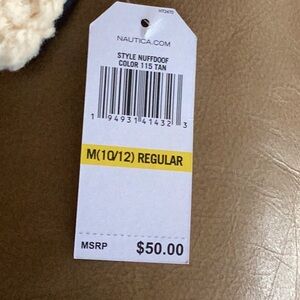 NAUTICA.COM
STYLE NUFFDOOF
COLOR 115 TAN
1 94931 41432 3
M(10/12) REGULAR
MSRP $50.00